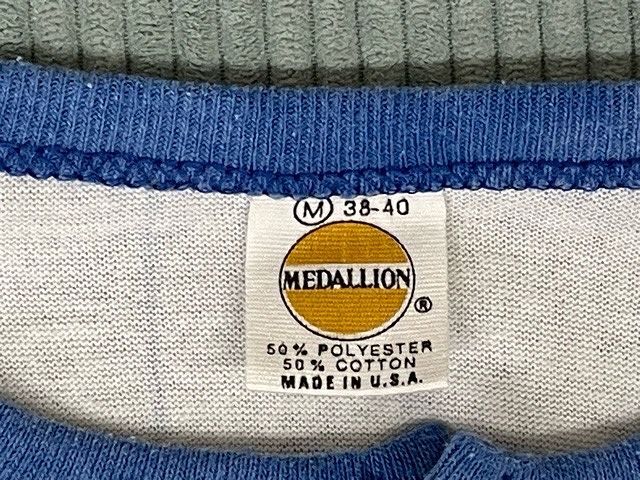 M 38-40
MEDALLION
®
50% POLYESTER
50% COTTON
MADE IN U.S.A.